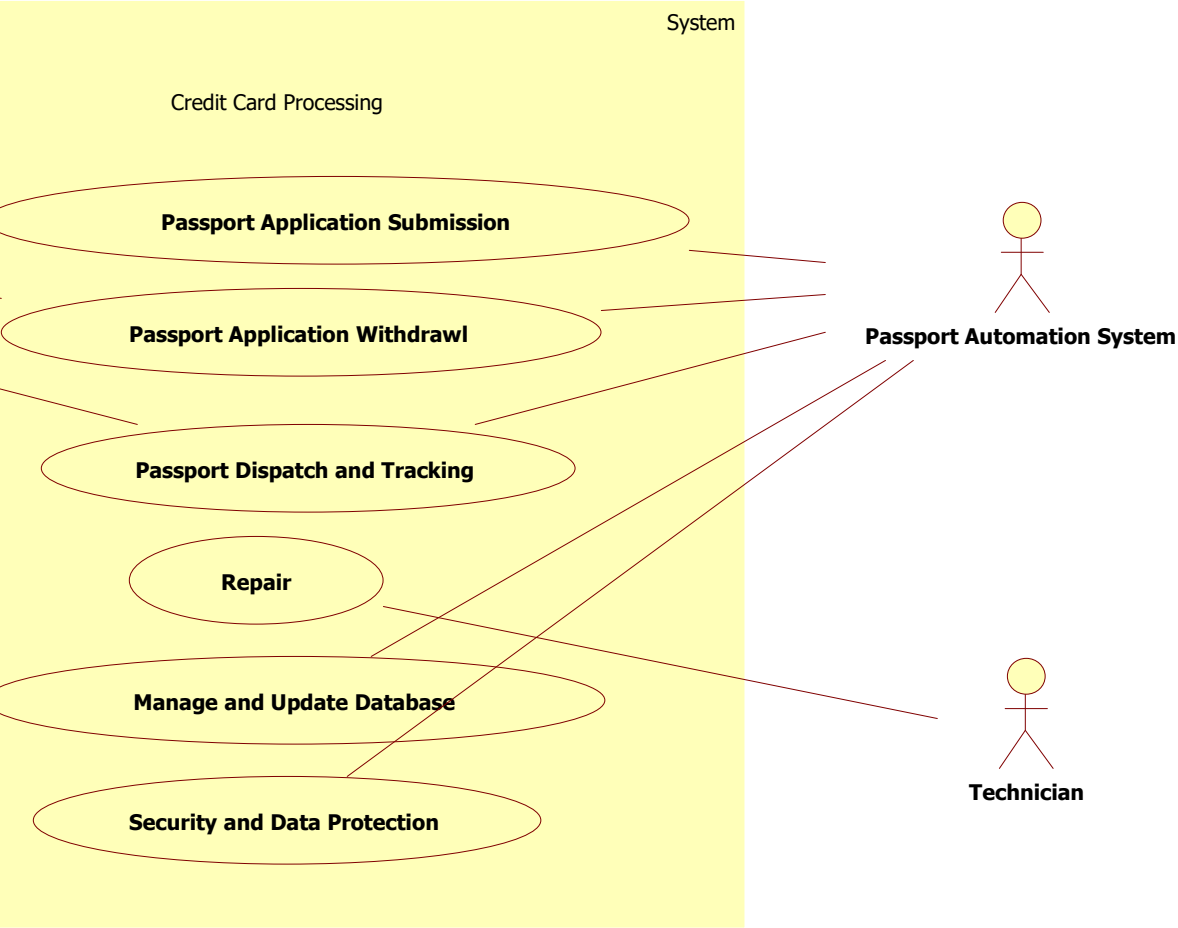 System
Credit Card Processing
Passport Application Submission
Passport Application Withdrawl
Passport Automation System
Passport Dispatch and Tracking
Repair
Manage and Update Database
Technician
Security and Data Protection